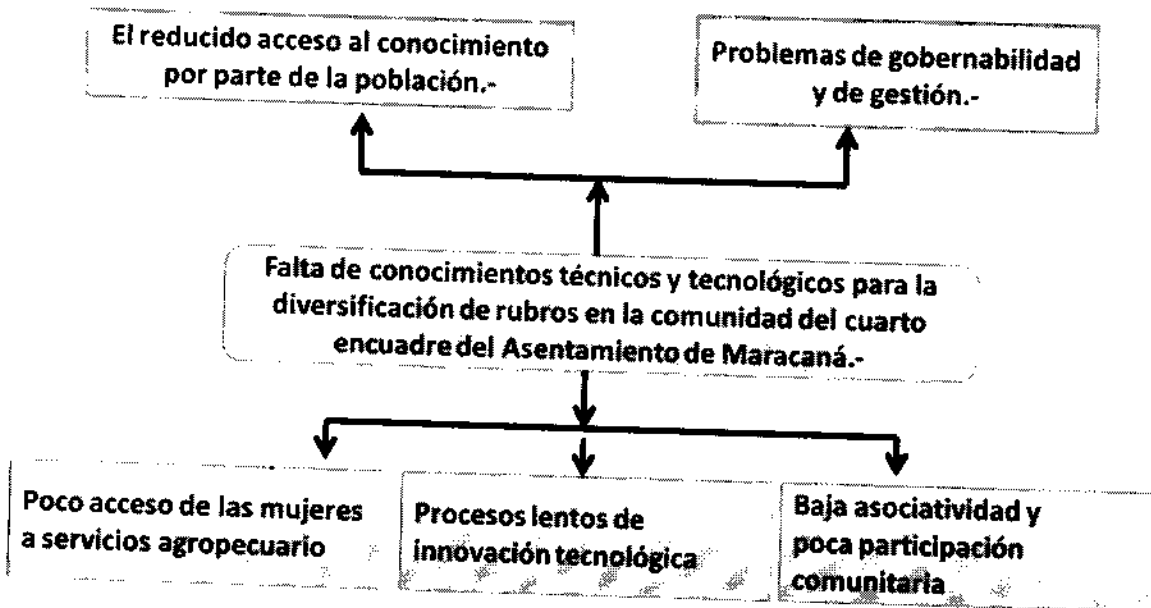 El reducido acceso al conocimiento
por parte de la población.-
Problemas de gobernabilidad
y de gestión.-
Falta de conocimientos técnicos y tecnológicos para la
diversificación de rubros en la comunidad del cuarto
encuadre del Asentamiento de Maracaná.-
Poco acceso de las mujeres
a servicios agropecuario
Procesos lentos de
innovación tecnológica
Baja asociatividad y
poca participación
comunitaria